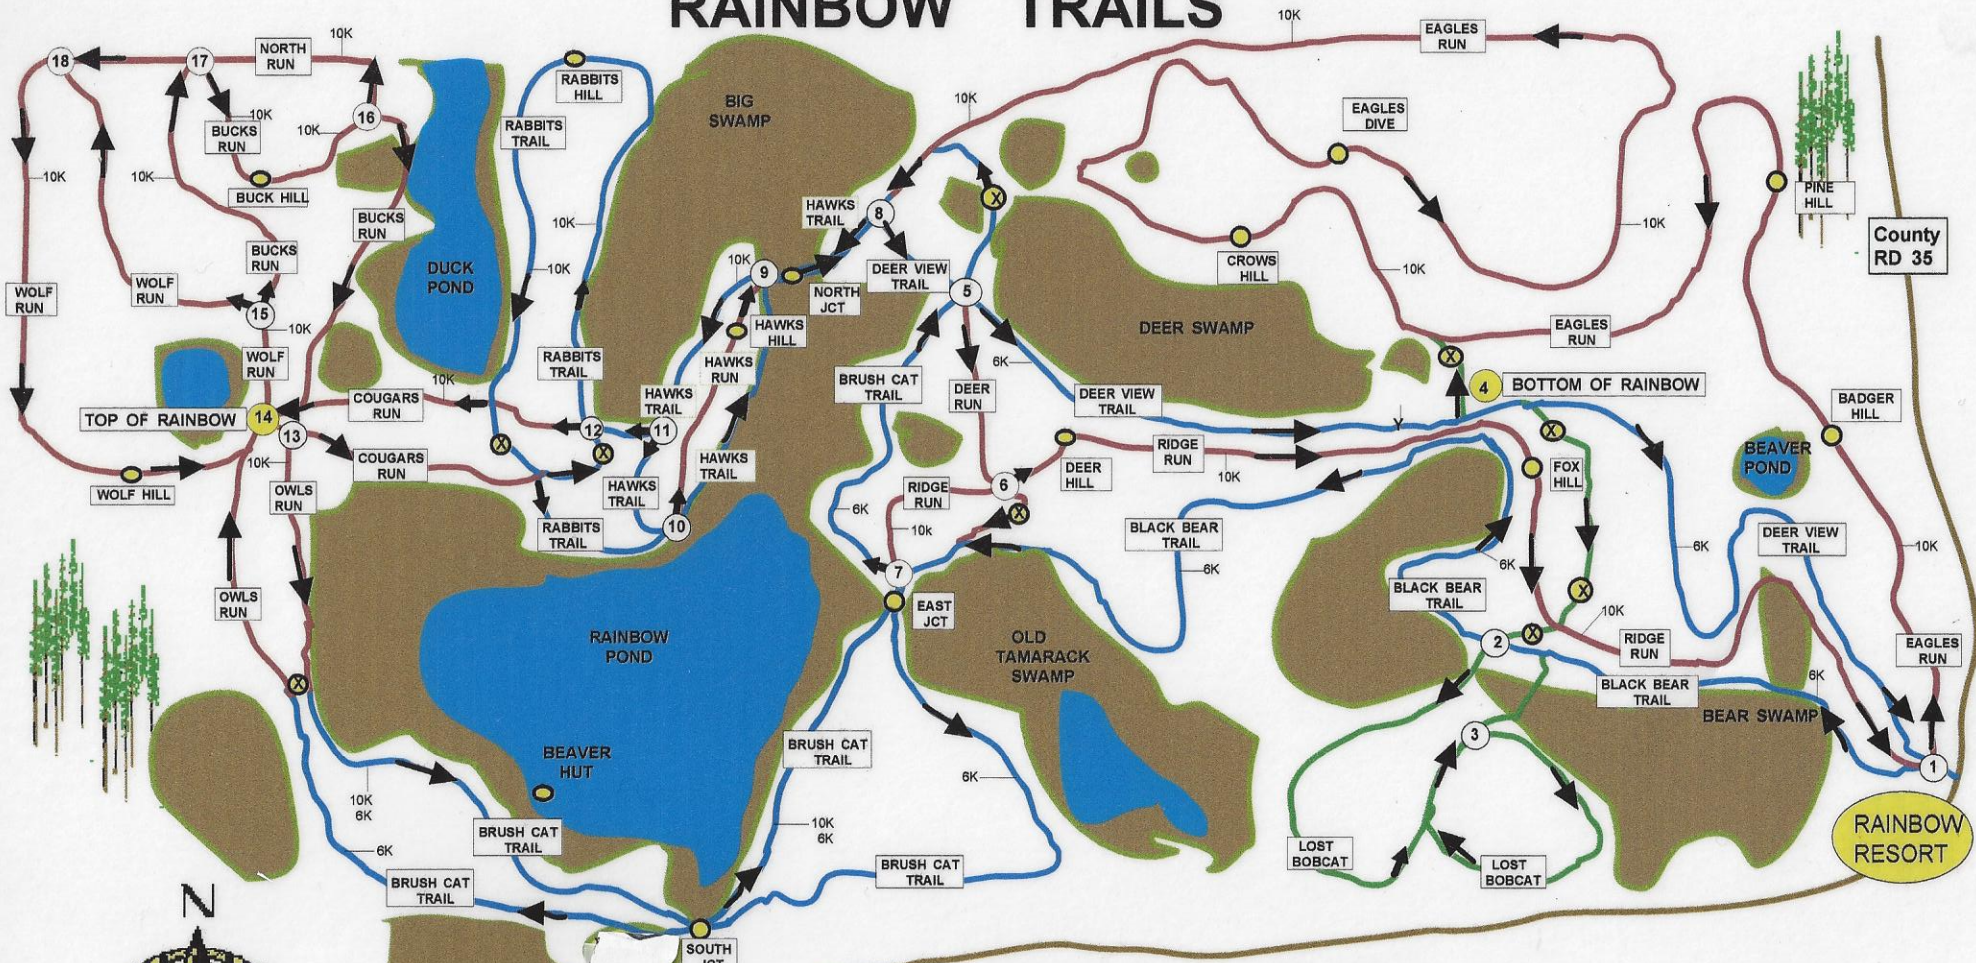 RAINBOW TRAILS
10K
EAGLES
RUN
18
17
NORTH
RUN
10K
RABBITS
HILL
BIG
SWAMP
10K
EAGLES
DIVE
10K
BUCKS
RUN
10K
16
RABBITS
TRAIL
10K
10K
BUCK HILL
BUCKS
RUN
10K
HAWKS
TRAIL
8
X
PINE
HILL
10K
County
RD 35
BUCKS
RUN
DUCK
POND
10K
10K
9
NORTH
JCT
DEER VIEW
TRAIL
5
CROWS
HILL
10K
WOLF
RUN
WOLF
RUN
15
10K
HAWKS
HILL
DEER SWAMP
EAGLES
RUN
WOLF
RUN
RABBITS
TRAIL
HAWKS
RUN
6K
X
10K
COUGARS
RUN
HAWKS
TRAIL
BRUSH CAT
TRAIL
DEER
RUN
DEER VIEW
TRAIL
4
BOTTOM OF RAINBOW
TOP OF RAINBOW
14
13
12
11
X
X
Y
X
BADGER
HILL
10K
COUGARS
RUN
HAWKS
TRAIL
DEER
HILL
RIDGE
RUN
10K
FOX
HILL
BEAVER
POND
WOLF HILL
OWLS
RUN
HAWKS
TRAIL
RIDGE
RUN
6
X
RABBITS
TRAIL
10
6K
10k
BLACK BEAR
TRAIL
6K
DEER VIEW
TRAIL
10K
7
6K
6K
OWLS
RUN
EAST
JCT
BLACK BEAR
TRAIL
X
10K
RAINBOW
POND
OLD
TAMARACK
SWAMP
2
X
RIDGE
RUN
EAGLES
RUN
X
BLACK BEAR
TRAIL
6K
BEAR SWAMP
BEAVER
HUT
BRUSH CAT
TRAIL
3
1
10K
6K
6K
BRUSH CAT
TRAIL
10K
6K
RAINBOW
RESORT
6K
BRUSH CAT
TRAIL
BRUSH CAT
TRAIL
LOST
BOBCAT
LOST
BOBCAT
N
SOUTH
JCT